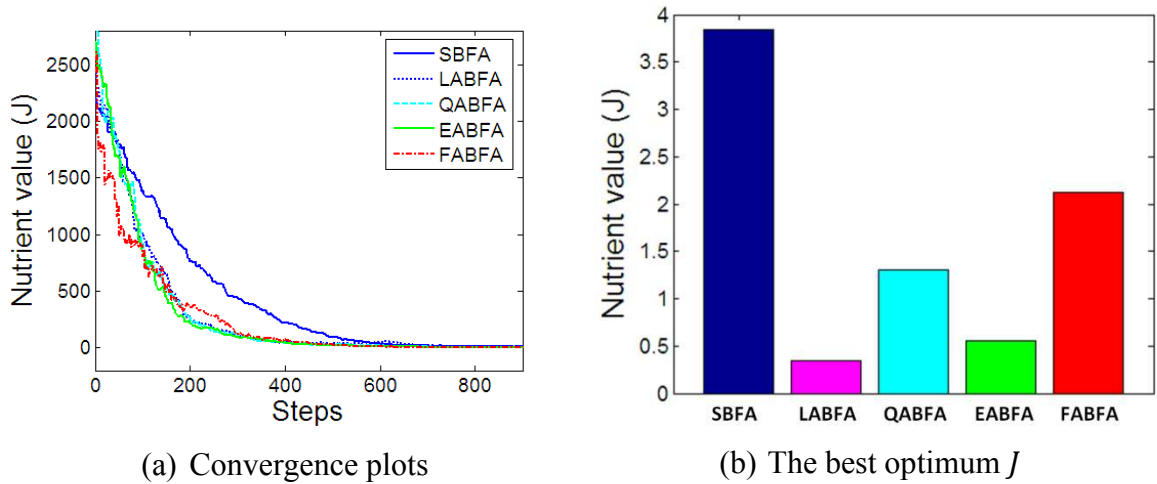 Nutrient value (J)
2500
2000
1500
1000
500
0
0 200 400 600 800
Steps
SBFA
LABFA
QABFA
EABFA
FABFA
(a) Convergence plots
Nutrient value (J)
4
3.5
3
2.5
2
1.5
1
0.5
0
SBFA LABFA QABFA EABFA FABFA
(b) The best optimum J